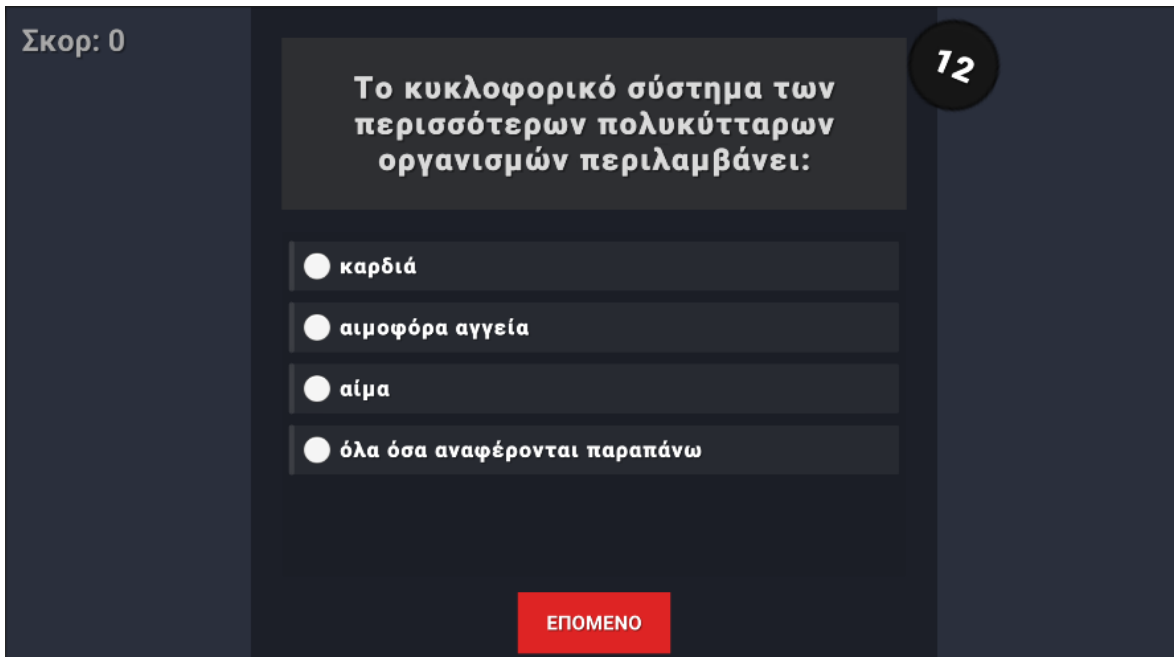 Σκορ: 0
12
Το κυκλοφορικό σύστημα των
περισσότερων πολυκύτταρων
οργανισμών περιλαμβάνει:
καρδιά
αιμοφόρα αγγεία
αίμα
όλα όσα αναφέρονται παραπάνω
ΕΠΟΜΕΝΟ